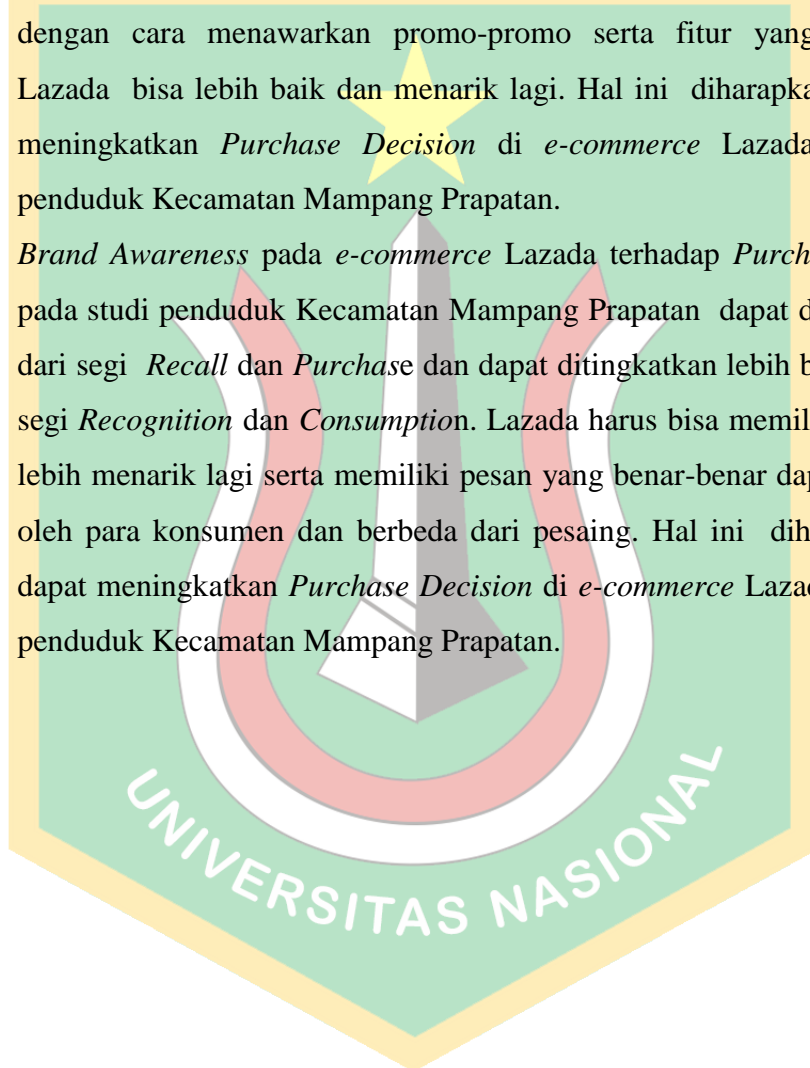 dengan cara menawarkan promo-promo serta fitur yang
Lazada bisa lebih baik dan menarik lagi. Hal ini
meningkatkan Purchase Decision di e-commerce Lazada
penduduk Kecamatan Mampang Prapatan.
Brand Awareness pada e-commerce Lazada terhadap
pada studi penduduk Kecamatan Mampang Prapatan dapat
dari segi Recall dan Purchase dan dapat ditingkatkan lebih
segi Recognition dan Consumption. Lazada harus bisa
lebih menarik lagi serta memiliki pesan yang benar-benar
oleh para konsumen dan berbeda dari pesaing. Hal ini
dapat meningkatkan Purchase Decision di e-commerce
penduduk Kecamatan Mampang Prapatan.
UNIVERSITAS NASIONAL